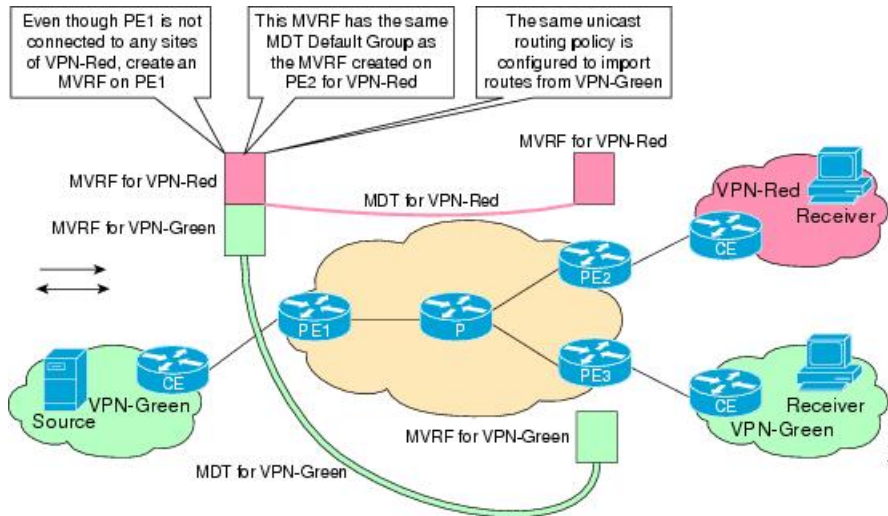 Even though PE1 is not
connected to any sites
of VPN-Red, create an
MVRF on PE1
This MVRF has the same
MDT Default Group as
the MVRF created on
PE2 for VPN-Red
The same unicast
routing policy is
configured to import
routes from VPN-Green
MVRF for VPN-Red
MVRF for VPN-Red
MDT for VPN-Red
MVRF for VPN-Green
VPN-Red
Receiver
CE
PE2
PE1
P
PE3
CE
VPN-Green
Source
CE
Receiver
VPN-Green
MVRF for VPN-Green
MDT for VPN-Green